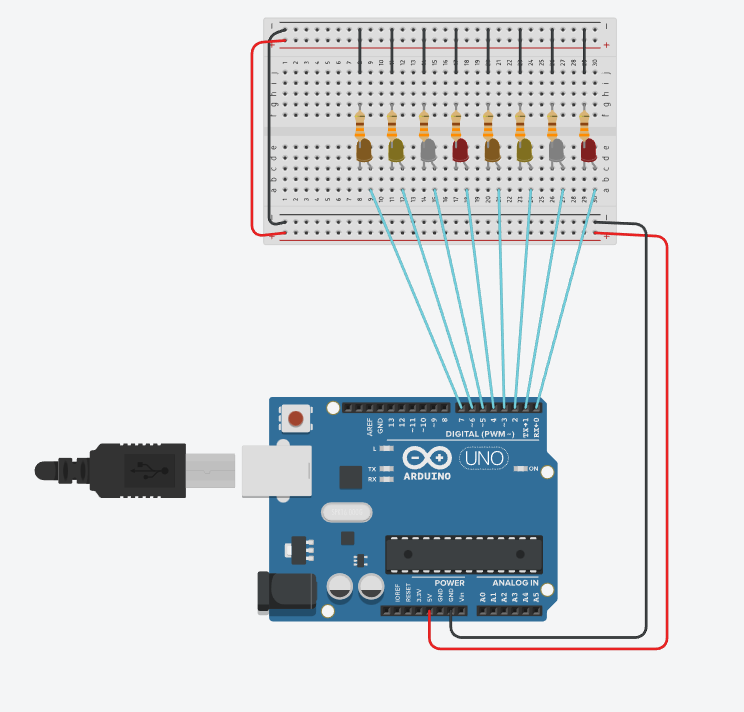 − −
+ +
1 2 3 4 5 6 7 8 9 10 11 12 13 14 15 16 17 18 19 20 21 22 23 24 25 26 27 28 29 30
j j
i i
h h
g g
f f
e e
d d
c c
b b
a a
1 2 3 4 5 6 7 8 9 10 11 12 13 14 15 16 17 18 19 20 21 22 23 24 25 26 27 28 29 30
− −
+ +
AREF GND 13 12 ~11 ~10 ~9 8 7 ~6 ~5 4 ~3 2 TX→1 RX←0
DIGITAL (PWM~)
L
TX
RX
ARDUINO
UNO
ON
POWER ANALOG IN
IOREF RESET 3.3V 5V GND GND Vin A0 A1 A2 A3 A4 A5